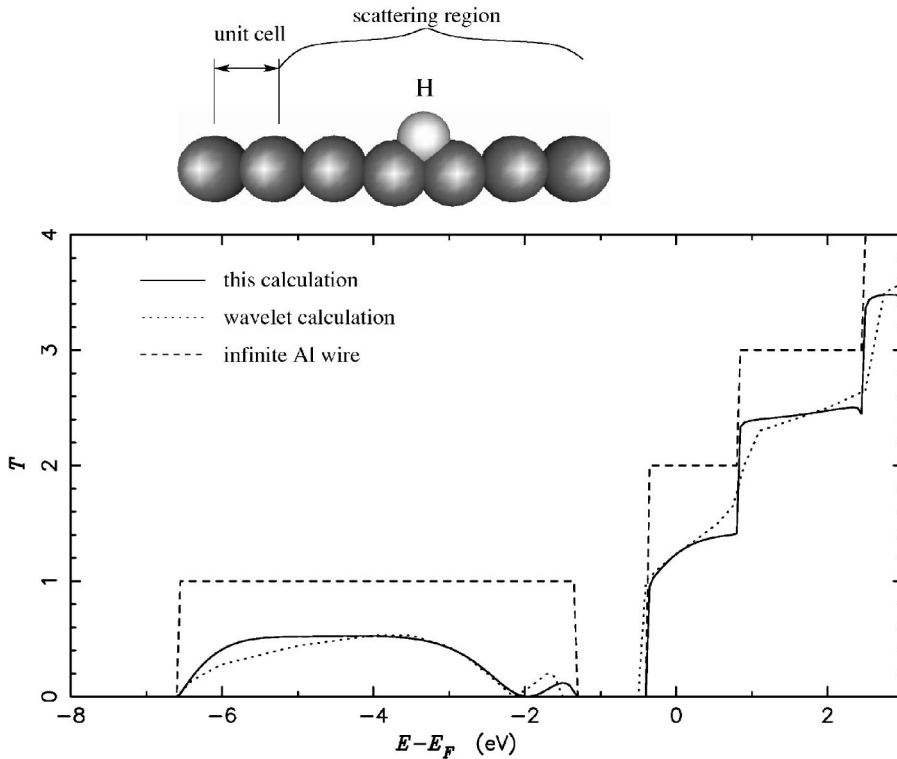 scattering region
unit cell
H
4
3
2
1
0
T
this calculation
wavelet calculation
infinite Al wire
−8
−6
−4
−2
0
2
E−E_F (eV)